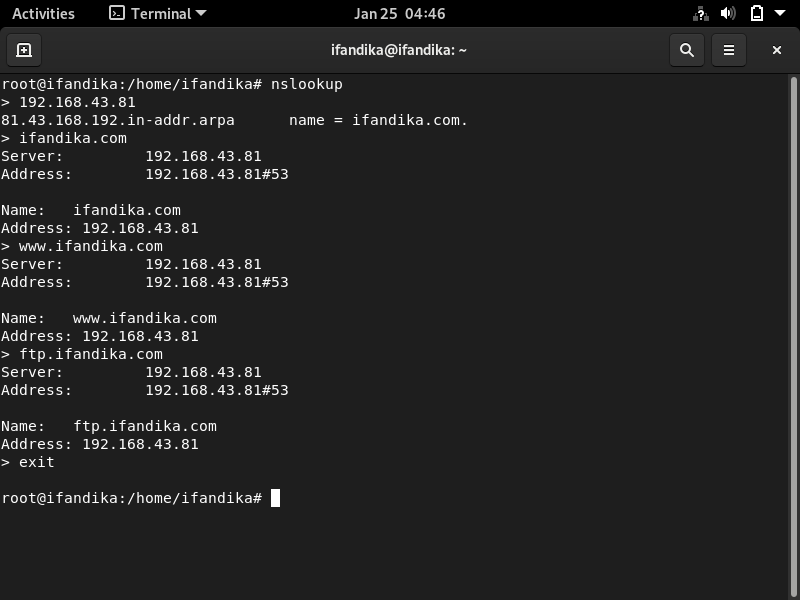 Activities Terminal Jan 25 04:46
ifandika@ifandika: ~
root@ifandika:/home/ifandika# nslookup
> 192.168.43.81
81.43.168.192.in-addr.arpa      name = ifandika.com.
> ifandika.com
Server:         192.168.43.81
Address:        192.168.43.81#53
Name:   ifandika.com
Address: 192.168.43.81
> www.ifandika.com
Server:         192.168.43.81
Address:        192.168.43.81#53
Name:   www.ifandika.com
Address: 192.168.43.81
> ftp.ifandika.com
Server:         192.168.43.81
Address:        192.168.43.81#53
Name:   ftp.ifandika.com
Address: 192.168.43.81
> exit
root@ifandika:/home/ifandika#